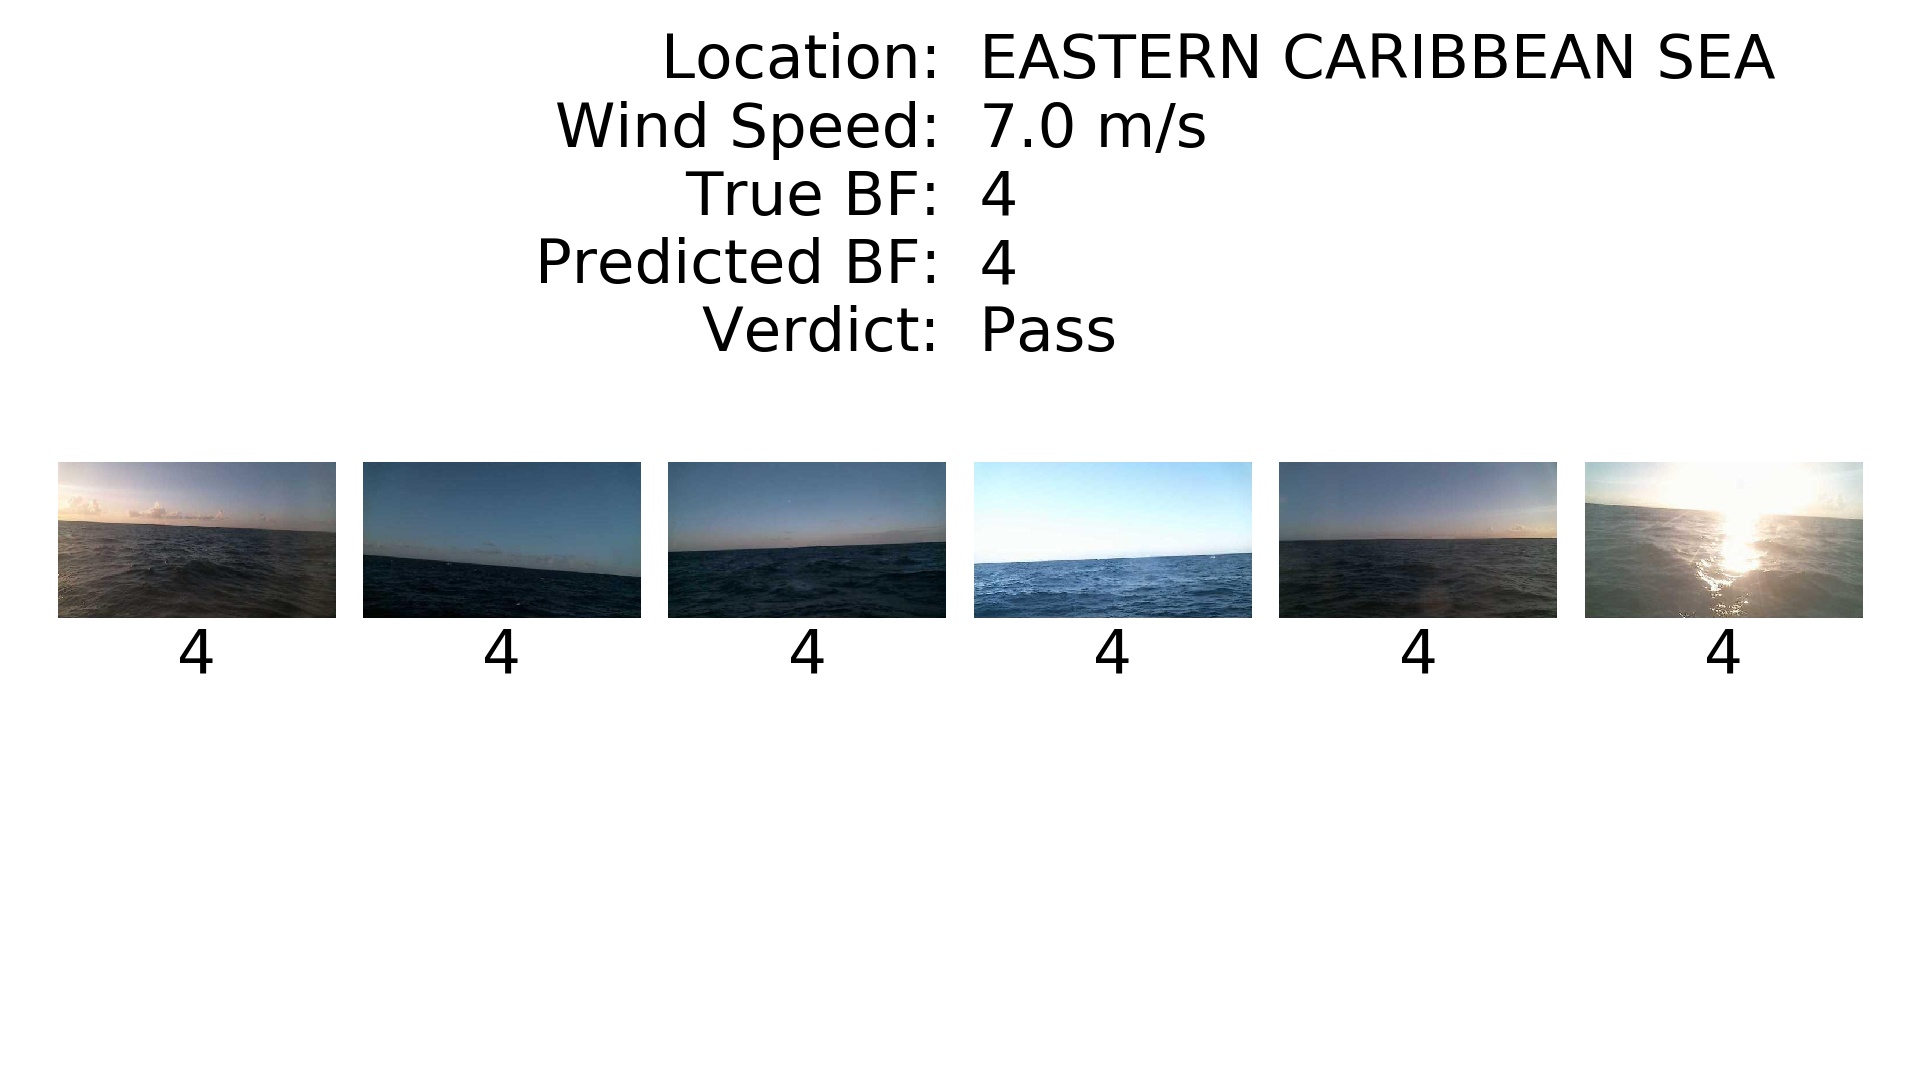 Location: EASTERN CARIBBEAN SEA
Wind Speed: 7.0 m/s
True BF: 4
Predicted BF: 4
Verdict: Pass
4 4 4 4 4 4